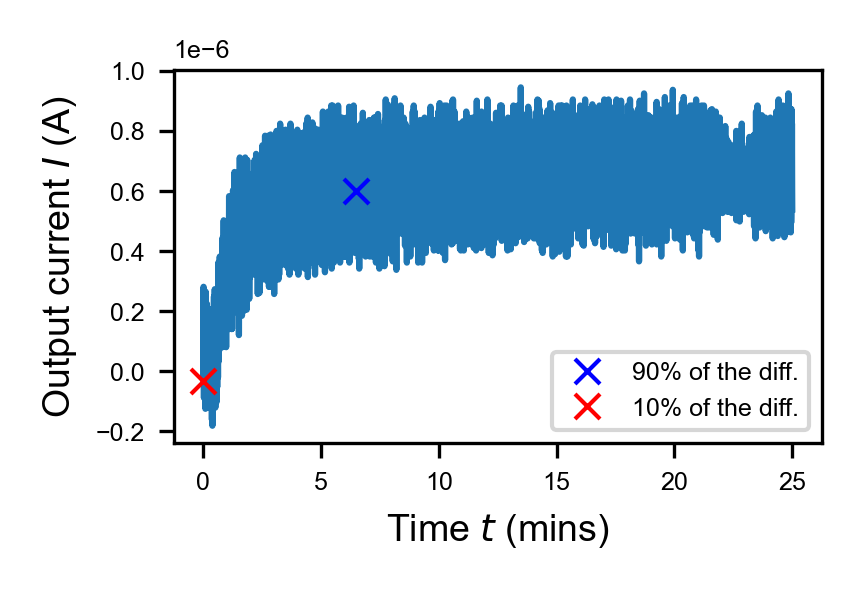 1e−6
1.0
0.8
0.6
0.4
0.2
0.0
−0.2
Output current I (A)
90% of the diff.
10% of the diff.
0 5 10 15 20 25
Time t (mins)